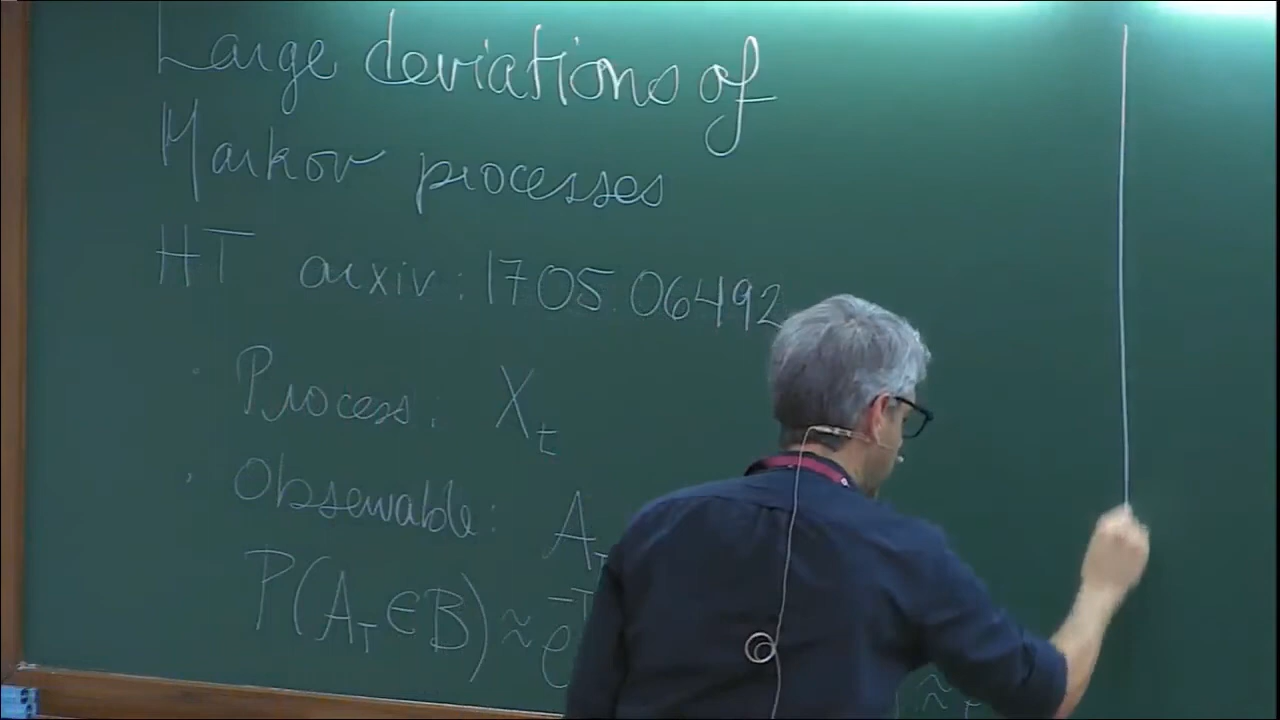 Large deviations of
Markov processes
HT arxiv: 1705.06492
· Process: X_t
· Observable: A_T
P(A_T ∈ B) ≈ e^{-T
≈